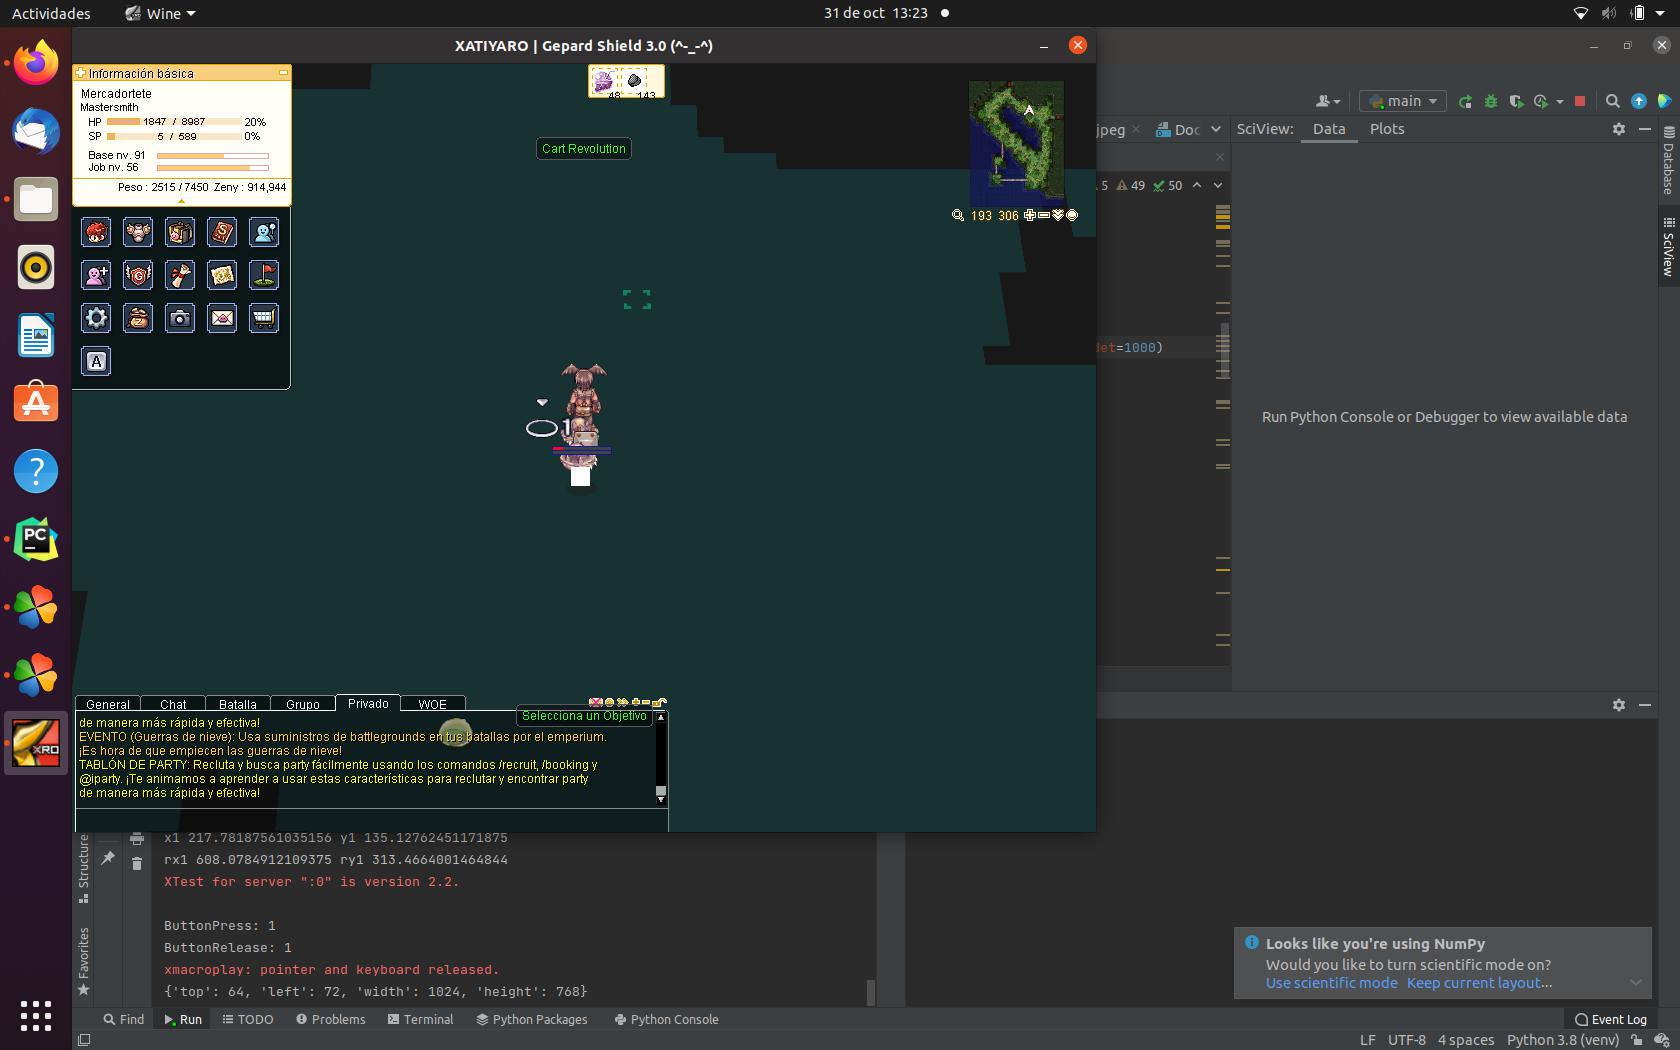 Actividades
Wine
31 de oct 13:23
XATIYARO | Gepard Shield 3.0 (^-_-^)
Información básica
Mercadortete
Mastersmith
HP 1847 / 8987 20%
SP 5 / 589 0%
Base nv. 91
Job nv. 56
Peso : 2515 / 7450 Zeny : 914,944
48 143
Cart Revolution
193 306
1
General Chat Batalla Grupo Privado WOE
Selecciona un Objetivo
de manera más rápida y efectiva!
EVENTO (Guerras de nieve): Usa suministros de battlegrounds en tus batallas por el emperium.
¡Es hora de que empiecen las guerras de nieve!
TABLÓN DE PARTY: Recluta y busca party fácilmente usando los comandos /recruit, /booking y
@iparty. ¡Te animamos a aprender a usar estas características para reclutar y encontrar party
de manera más rápida y efectiva!
main
jpeg
Doc
SciView: Data Plots
5 49 50
det=1000)
Run Python Console or Debugger to view available data
Database
SciView
Structure
Favorites
x1 217.78187561035156 y1 135.12762451171875
rx1 608.0784912109375 ry1 313.4664001464844
XTest for server ":0" is version 2.2.
ButtonPress: 1
ButtonRelease: 1
xmacroplay: pointer and keyboard released.
{'top': 64, 'left': 72, 'width': 1024, 'height': 768}
Looks like you're using NumPy
Would you like to turn scientific mode on?
Use scientific mode Keep current layout...
Find Run TODO Problems Terminal Python Packages Python Console
Event Log
LF UTF-8 4 spaces Python 3.8 (venv)
PC
XRO